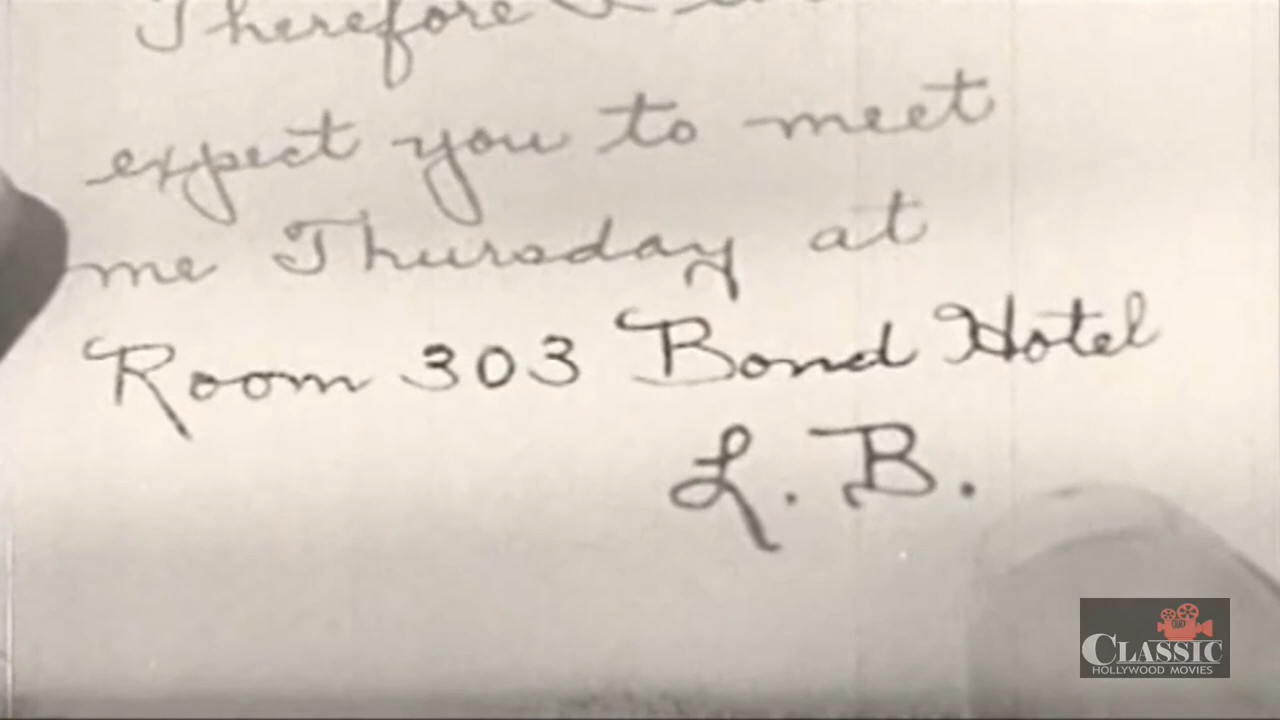 Therefore I
expect you to meet
me Thursday at
Room 303 Bond Hotel
L. B.
CLASSIC
HOLLYWOOD MOVIES